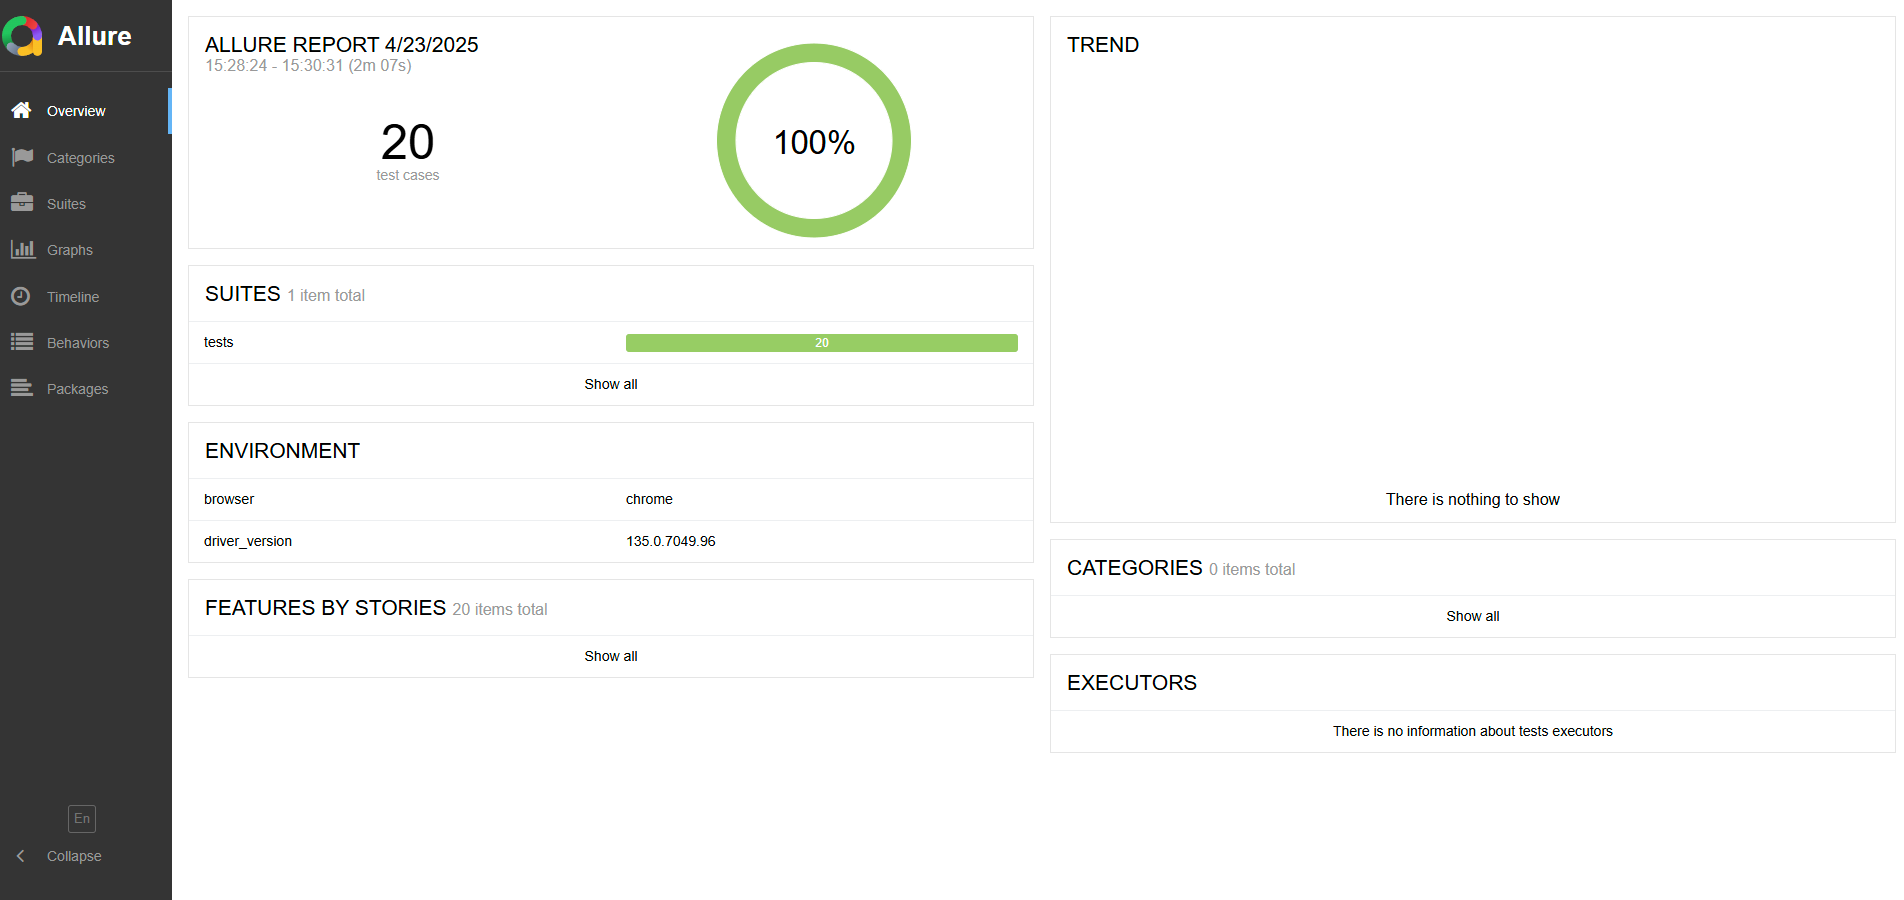 Allure
Overview
Categories
Suites
Graphs
Timeline
Behaviors
Packages
En
Collapse
ALLURE REPORT 4/23/2025
15:28:24 - 15:30:31 (2m 07s)
20
test cases
100%
SUITES 1 item total
tests 20
Show all
ENVIRONMENT
browser chrome
driver_version 135.0.7049.96
FEATURES BY STORIES 20 items total
Show all
TREND
There is nothing to show
CATEGORIES 0 items total
Show all
EXECUTORS
There is no information about tests executors